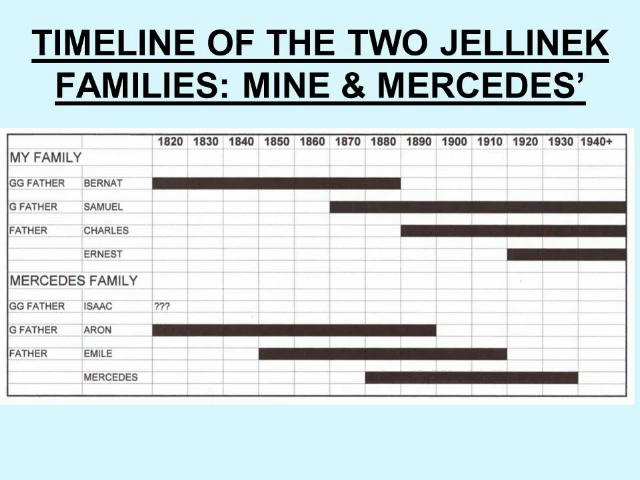 TIMELINE OF THE TWO JELLINEK
FAMILIES: MINE & MERCEDES’
1820 1830 1840 1850 1860 1870 1880 1890 1900 1910 1920 1930 1940+
MY FAMILY
GG FATHER BERNAT
G FATHER SAMUEL
FATHER CHARLES
ERNEST
MERCEDES FAMILY
GG FATHER ISAAC ???
G FATHER ARON
FATHER EMILE
MERCEDES